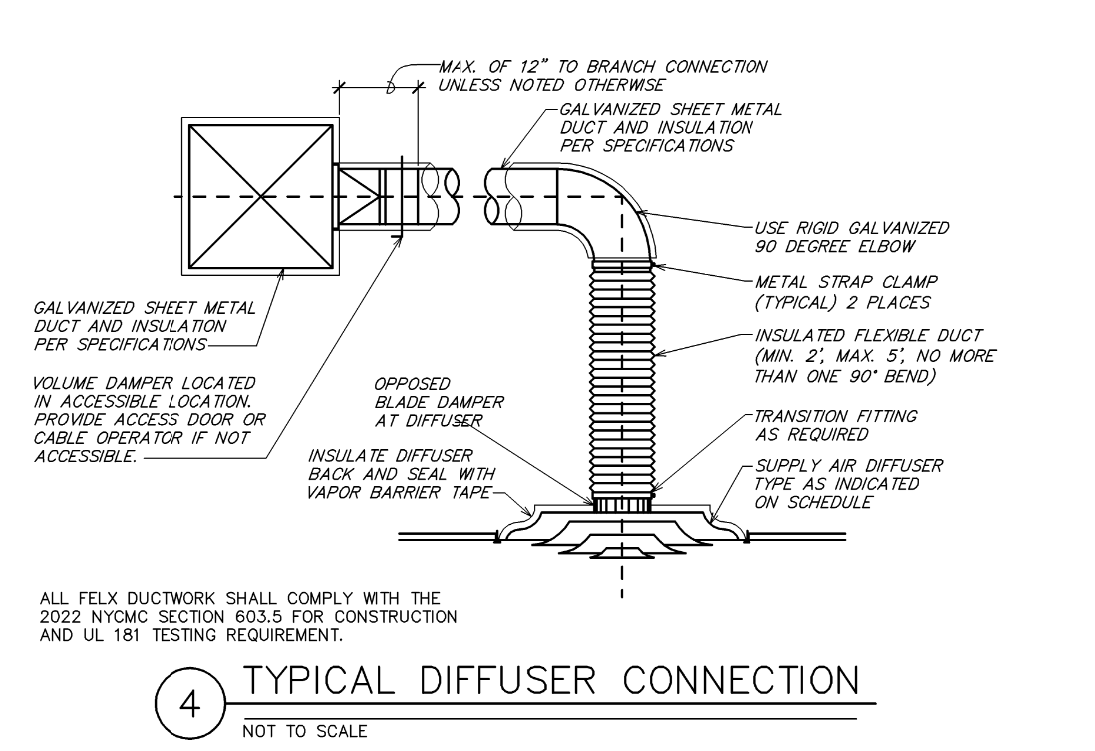 MAX. OF 12” TO BRANCH CONNECTION
UNLESS NOTED OTHERWISE
GALVANIZED SHEET METAL
DUCT AND INSULATION
PER SPECIFICATIONS
USE RIGID GALVANIZED
90 DEGREE ELBOW
METAL STRAP CLAMP
(TYPICAL) 2 PLACES
GALVANIZED SHEET METAL
DUCT AND INSULATION
PER SPECIFICATIONS
INSULATED FLEXIBLE DUCT
(MIN. 2', MAX. 5', NO MORE
THAN ONE 90° BEND)
VOLUME DAMPER LOCATED
IN ACCESSIBLE LOCATION.
PROVIDE ACCESS DOOR OR
CABLE OPERATOR IF NOT
ACCESSIBLE.
OPPOSED
BLADE DAMPER
AT DIFFUSER
TRANSITION FITTING
AS REQUIRED
INSULATE DIFFUSER
BACK AND SEAL WITH
VAPOR BARRIER TAPE
SUPPLY AIR DIFFUSER
TYPE AS INDICATED
ON SCHEDULE
ALL FELX DUCTWORK SHALL COMPLY WITH THE
2022 NYCMC SECTION 603.5 FOR CONSTRUCTION
AND UL 181 TESTING REQUIREMENT.
4 TYPICAL DIFFUSER CONNECTION
NOT TO SCALE